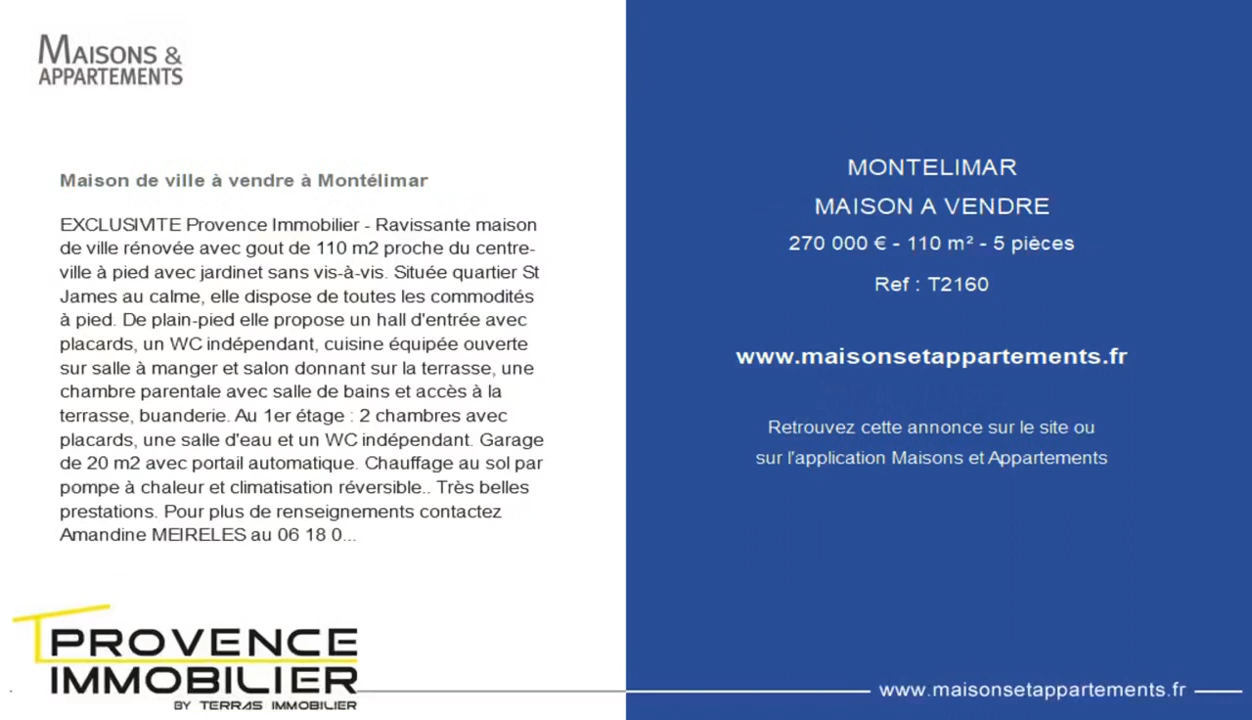 MAISONS &
APPARTEMENTS
Maison de ville à vendre à Montélimar
EXCLUSIVITE Provence Immobilier - Ravissante maison
de ville rénovée avec gout de 110 m2 proche du centre-
ville à pied avec jardinet sans vis-à-vis. Située quartier St
James au calme, elle dispose de toutes les commodités
à pied. De plain-pied elle propose un hall d'entrée avec
placards, un WC indépendant, cuisine équipée ouverte
sur salle à manger et salon donnant sur la terrasse, une
chambre parentale avec salle de bains et accès à la
terrasse, buanderie. Au 1er étage : 2 chambres avec
placards, une salle d'eau et un WC indépendant. Garage
de 20 m2 avec portail automatique. Chauffage au sol par
pompe à chaleur et climatisation réversible.. Très belles
prestations. Pour plus de renseignements contactez
Amandine MEIRELES au 06 18 0...
PROVENCE
IMMOBILIER
BY TERRAS IMMOBILIER
MONTELIMAR
MAISON A VENDRE
270 000 € - 110 m² - 5 pièces
Ref : T2160
www.maisonsetappartements.fr
Retrouvez cette annonce sur le site ou
sur l'application Maisons et Appartements
www.maisonsetappartements.fr